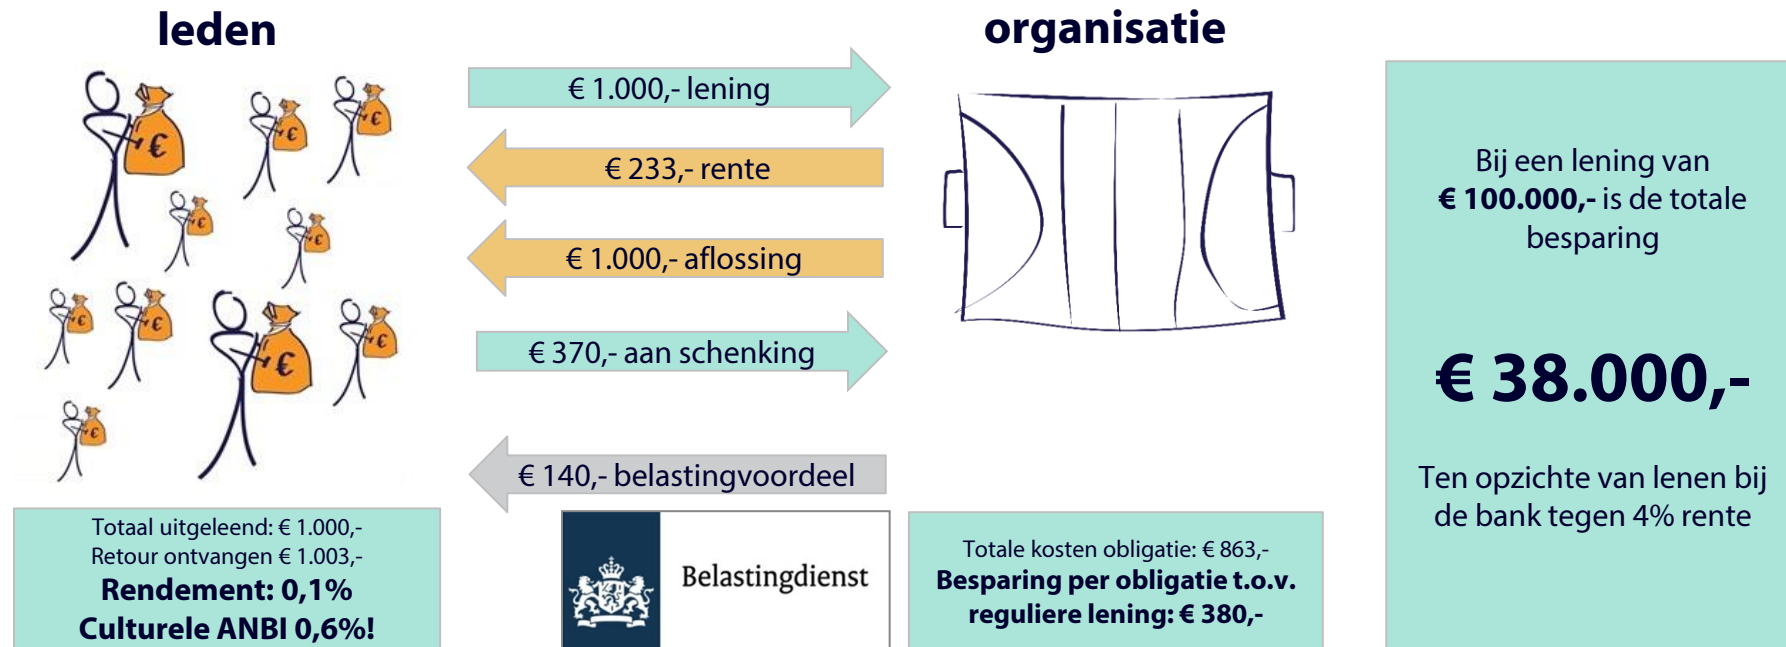 leden
organisatie
€ 1.000,- lening
€ 233,- rente
€ 1.000,- aflossing
€ 370,- aan schenking
€ 140,- belastingvoordeel
€
€
€
€
€
€
€
€
€
€
Totaal uitgeleend: € 1.000,-
Retour ontvangen € 1.003,-
Rendement: 0,1%
Culturele ANBI 0,6%!
Belastingdienst
Totale kosten obligatie: € 863,-
Besparing per obligatie t.o.v.
reguliere lening: € 380,-
Bij een lening van
€ 100.000,- is de totale
besparing
€ 38.000,-
Ten opzichte van lenen bij
de bank tegen 4% rente